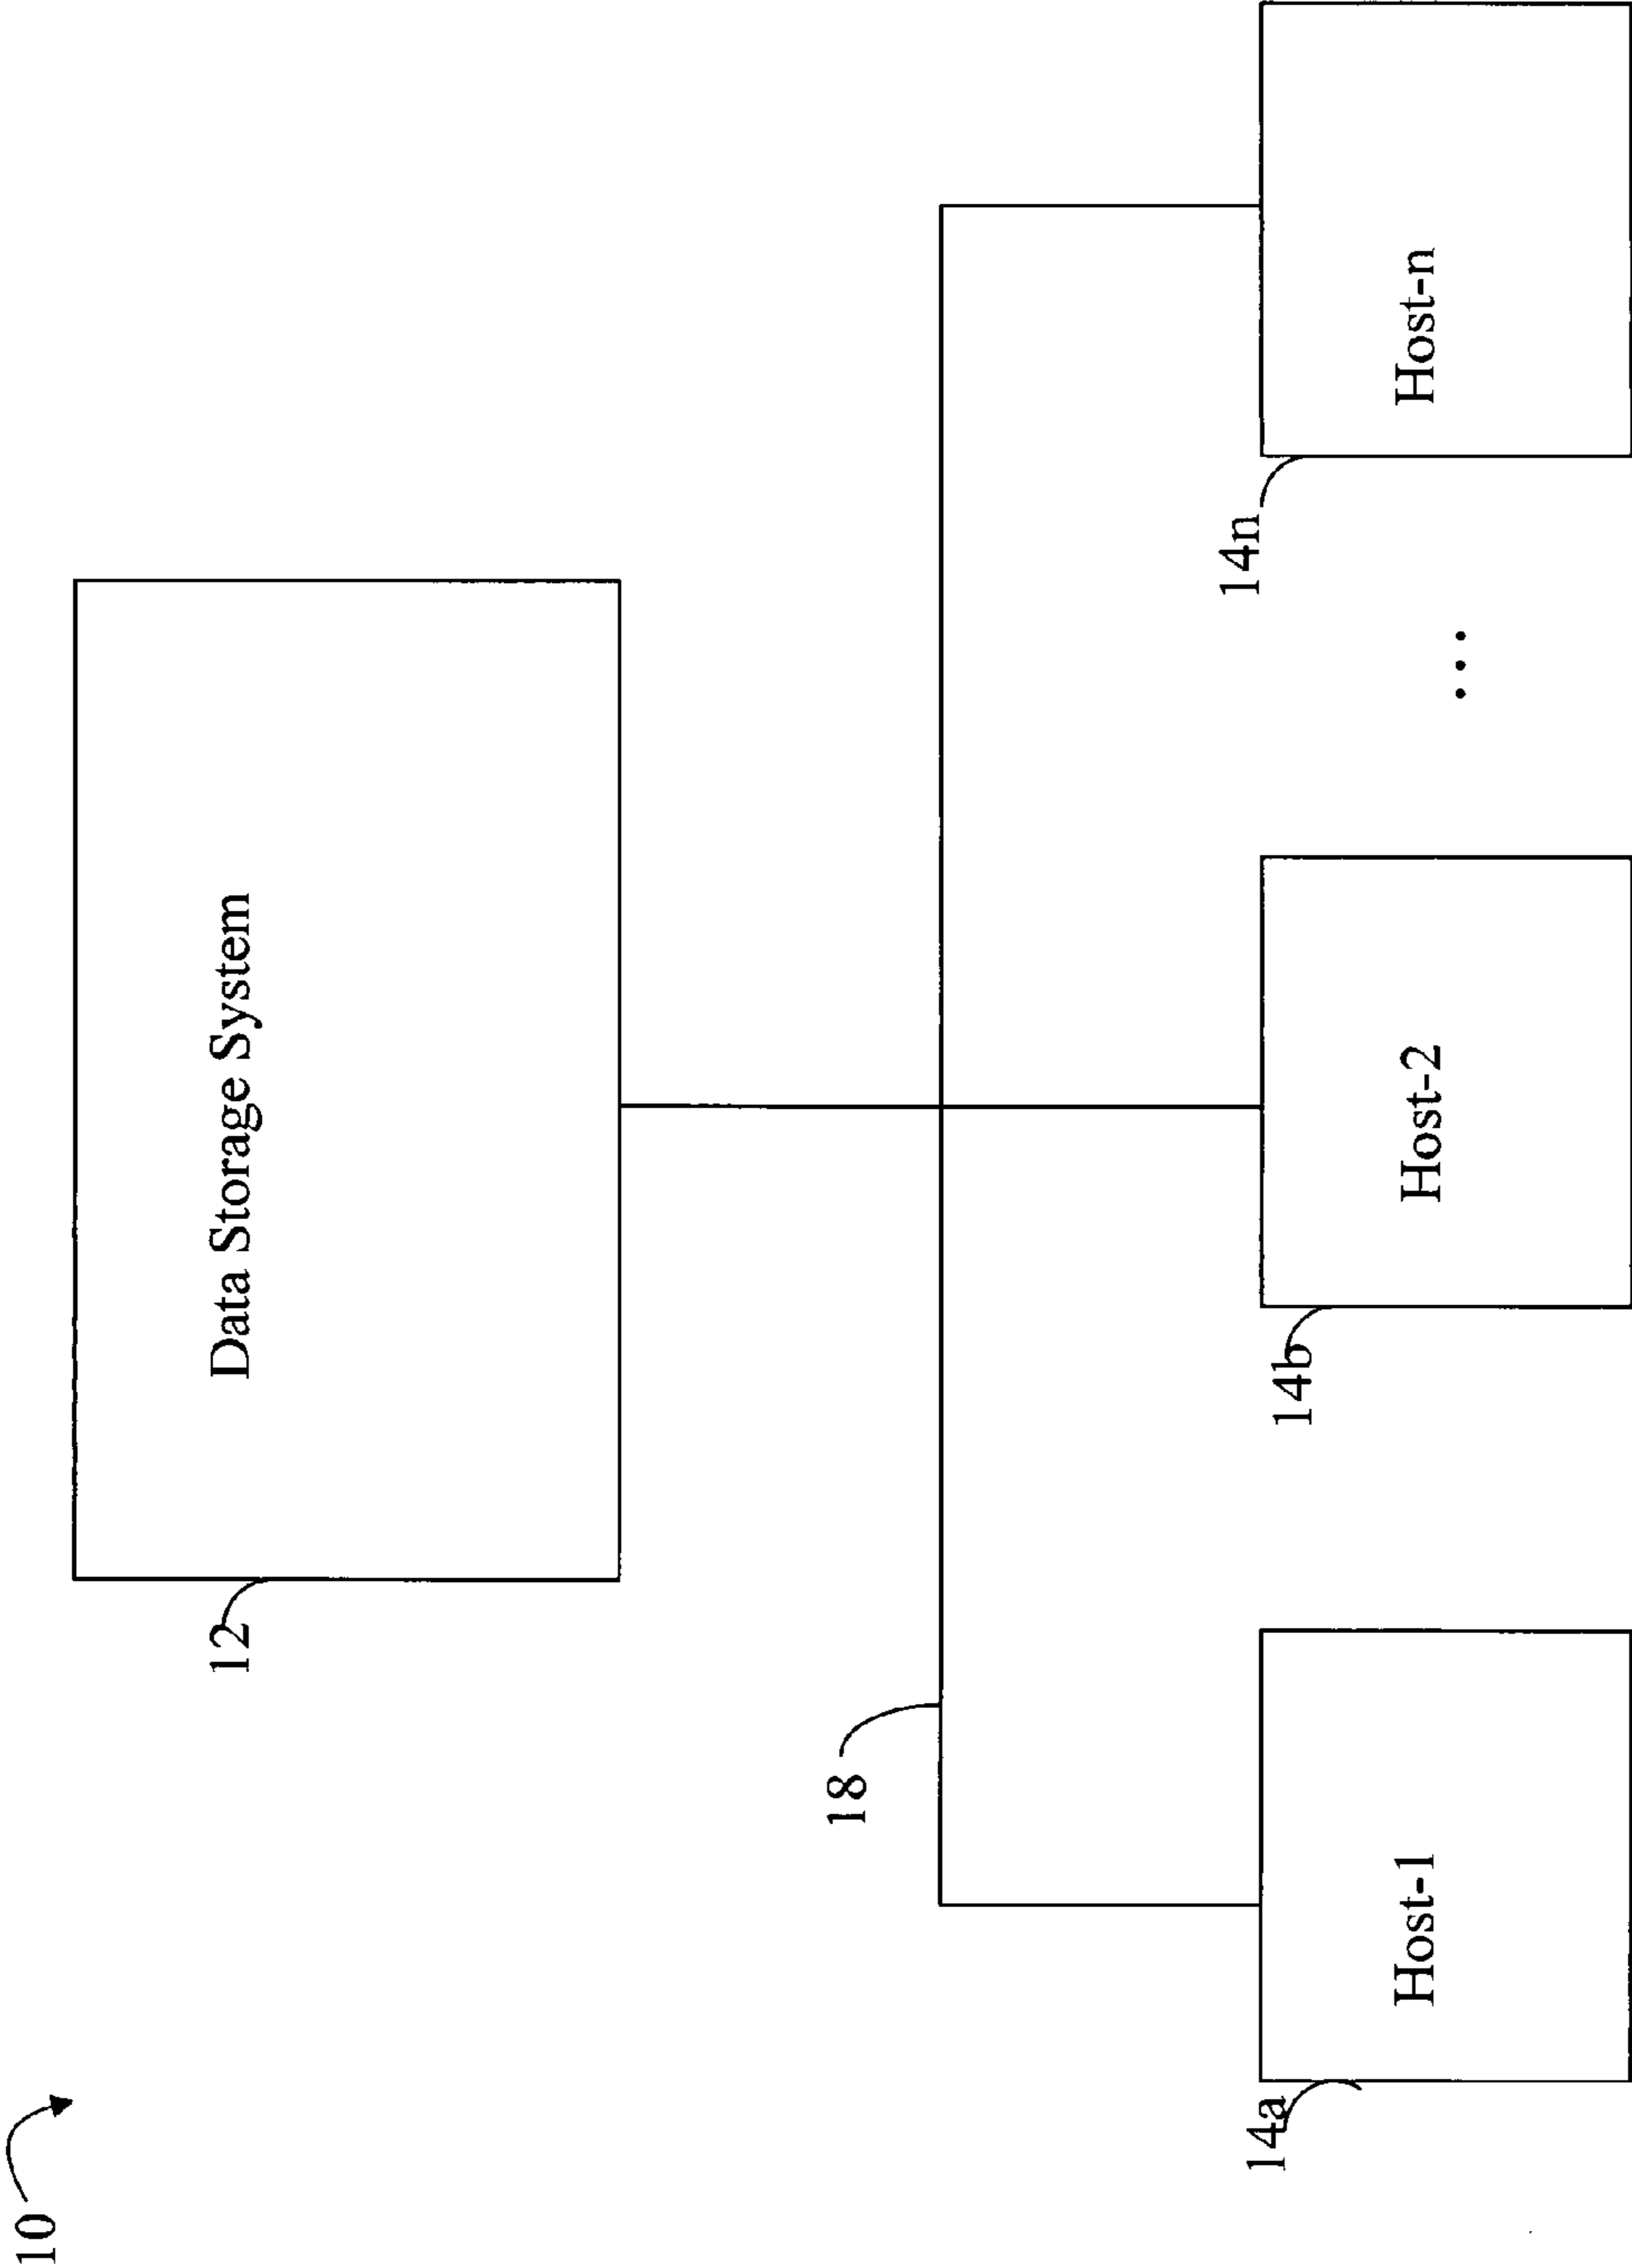 10
12
Data Storage System
18
14a
Host-1
14b
Host-2
...
14n
Host-n